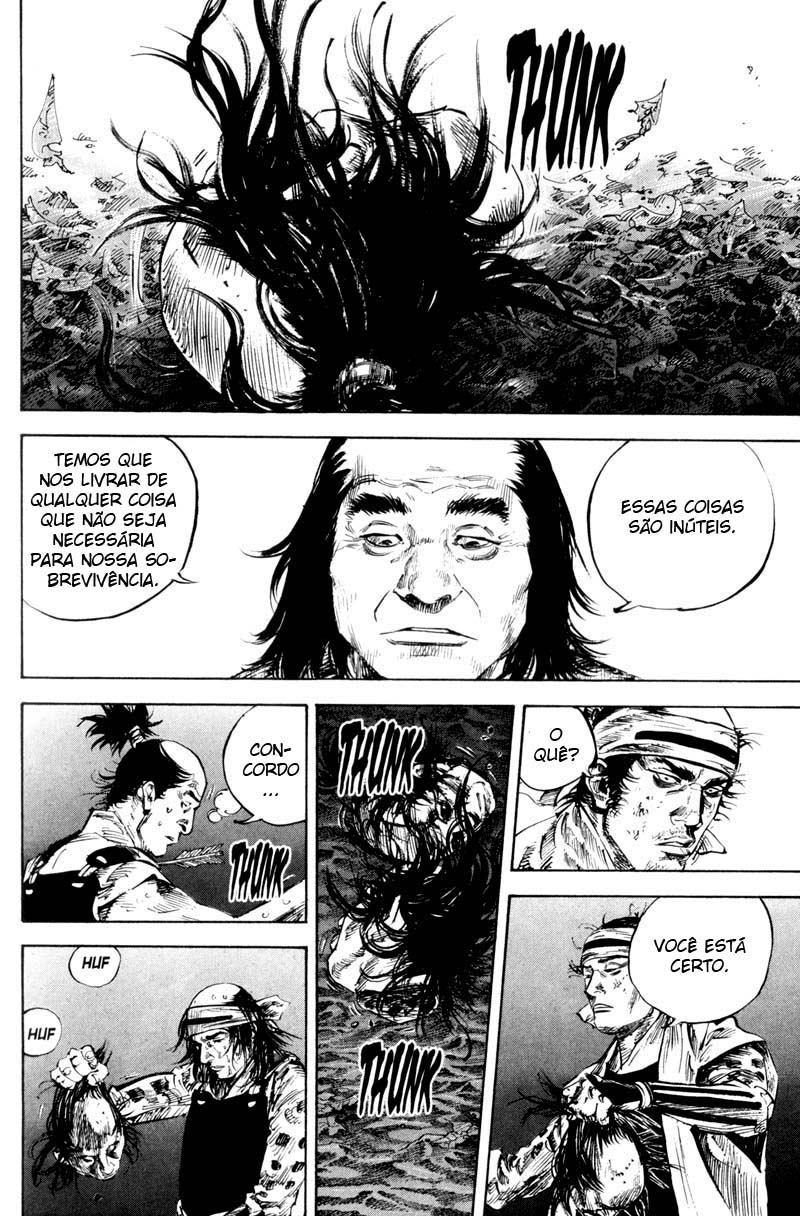 THUNK
ESSAS COISAS
SÃO INÚTEIS.
TEMOS QUE
NOS LIVRAR DE
QUALQUER COISA
QUE NÃO SEJA
NECESSÁRIA
PARA NOSSA SO-
BREVIVÊNCIA.
O
QUÊ?
VOCÊ ESTÁ
CERTO.
THUNK
THUNK
THUNK
CON-
CORDO
...
THUNK
HUF
HUF